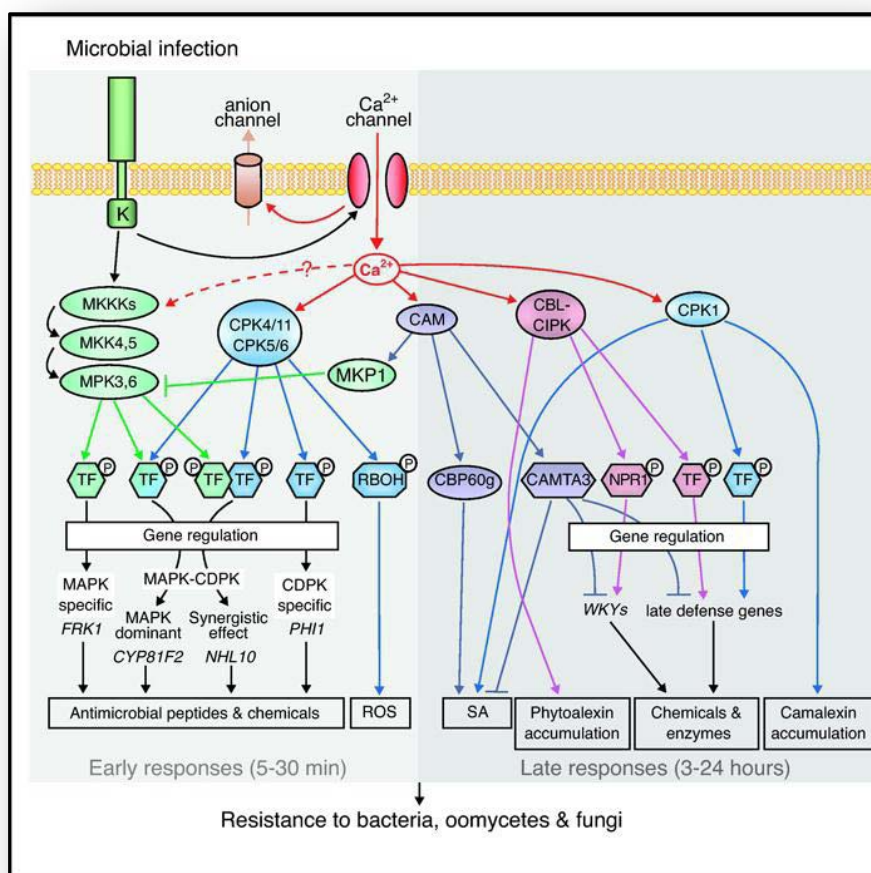 Microbial infection
anion
channel
Ca2+
channel
K
?
Ca2+
MKKKs
MKK4,5
MPK3,6
CPK4/11
CPK5/6
CAM
MKP1
CBL-
CIPK
CPK1
TF P
TF P
P TF TF P
TF P
RBOH P
CBP60g
CAMTA3
NPR1 P
TF P
TF P
Gene regulation
Gene regulation
MAPK
specific
FRK1
MAPK-CDPK
MAPK
dominant
CYP81F2
Synergistic
effect
NHL10
CDPK
specific
PHI1
WKYs
late defense genes
Antimicrobial peptides & chemicals
ROS
SA
Phytoalexin
accumulation
Chemicals &
enzymes
Camalexin
accumulation
Early responses (5-30 min)
Late responses (3-24 hours)
Resistance to bacteria, oomycetes & fungi